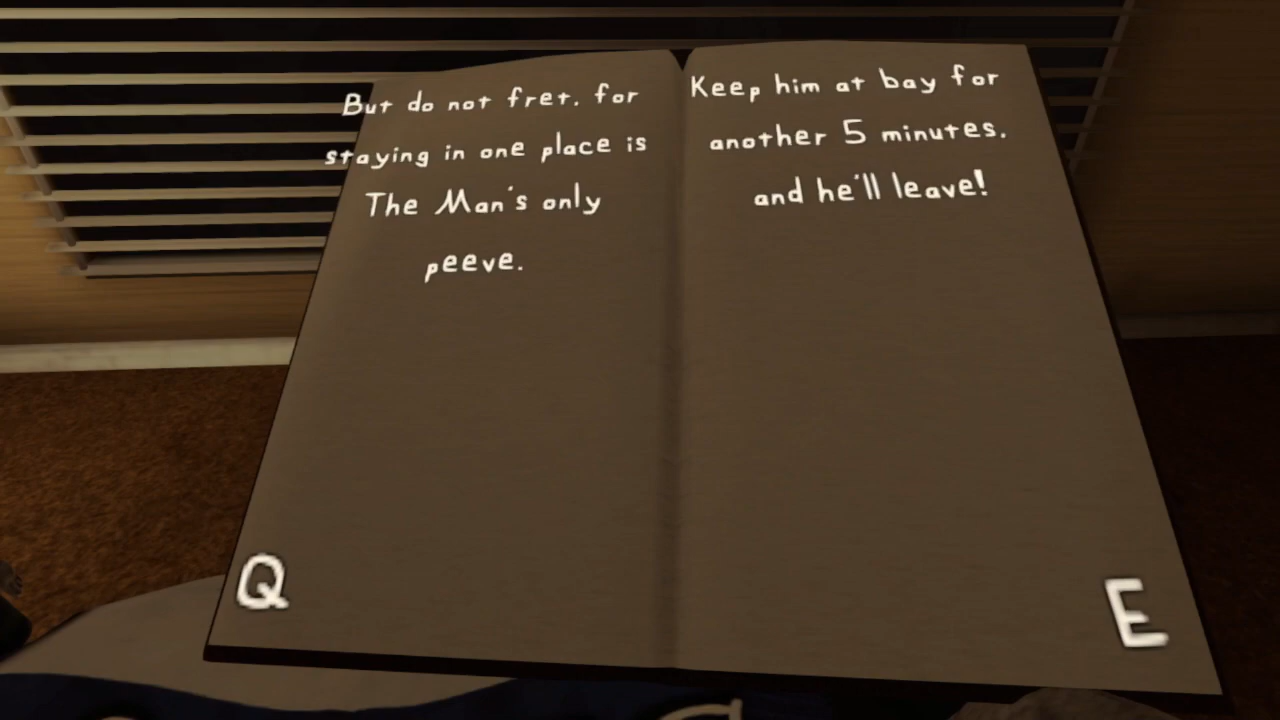 But do not fret. for
staying in one place is
The Man's only
peeve.
Keep him at bay for
another 5 minutes.
and he'll leave!
Q
E